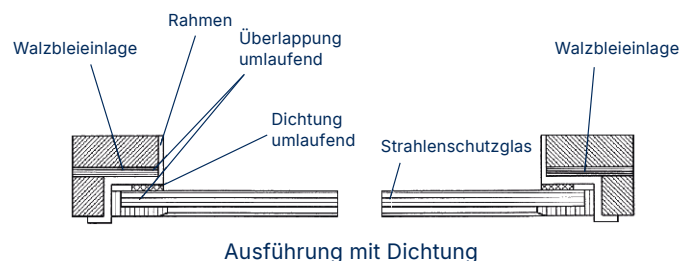 Rahmen
Walzbleieinlage
Überlappung
umlaufend
Walzbleieinlage
Dichtung
umlaufend
Strahlenschutzglas
Ausführung mit Dichtung